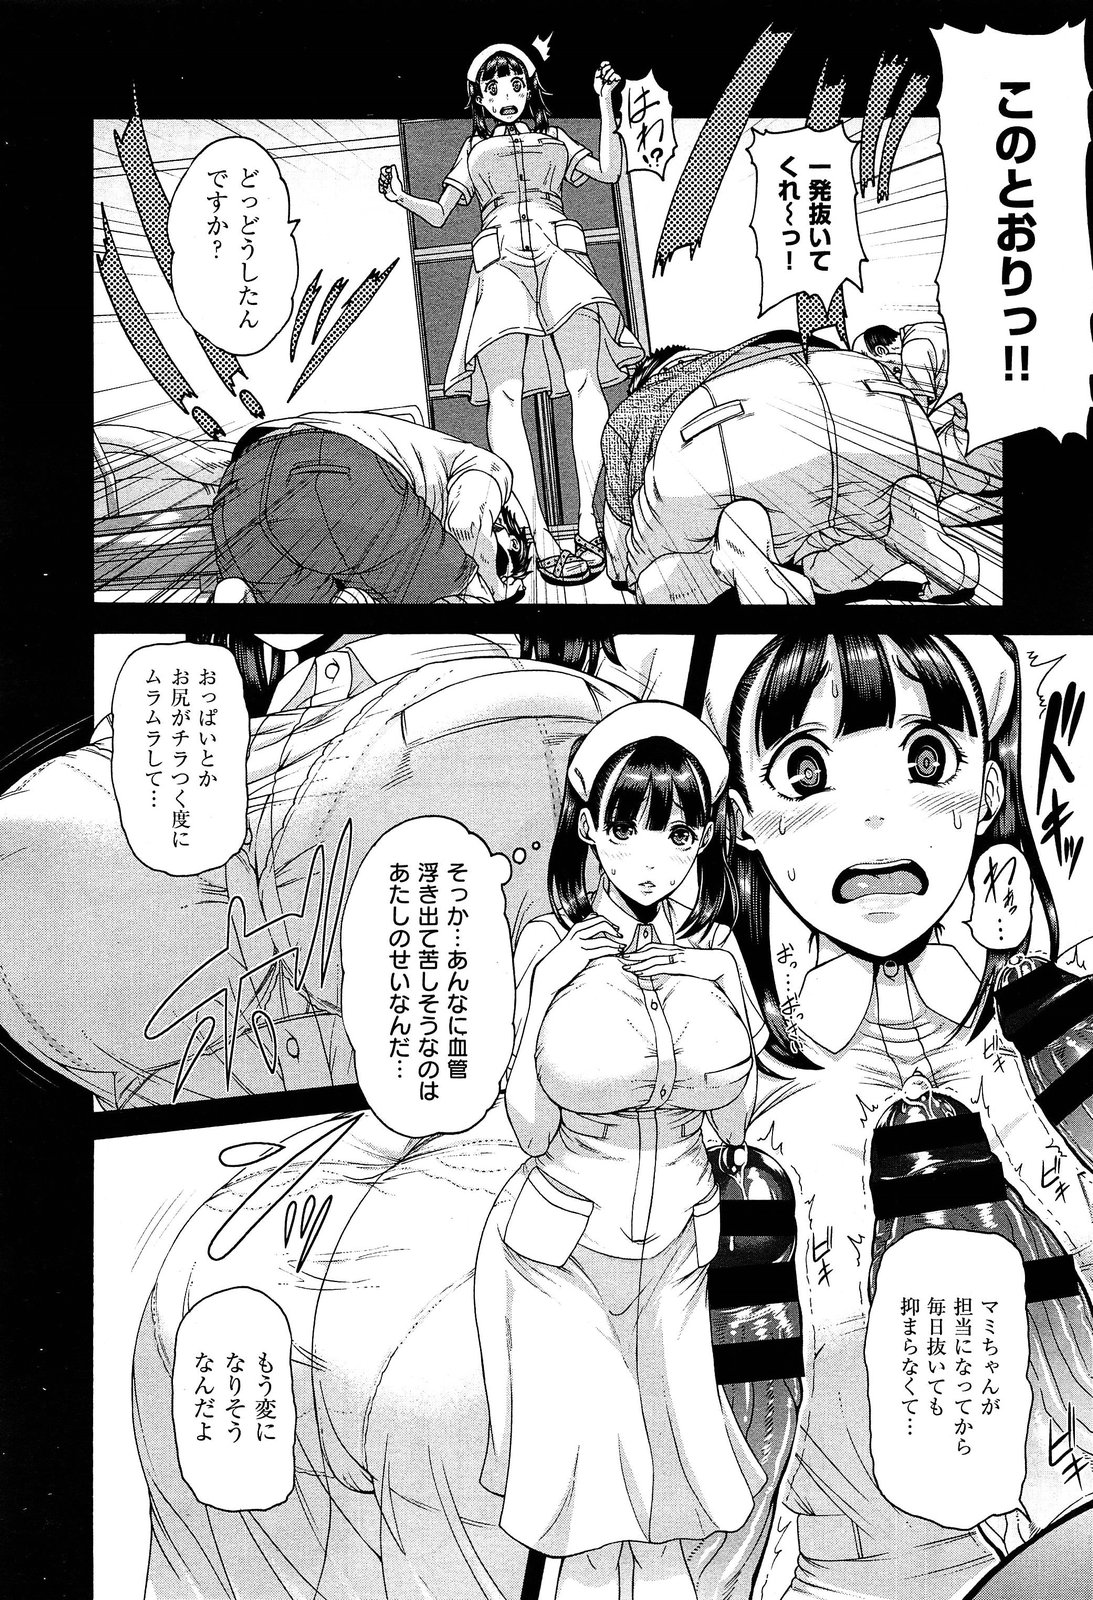 このとおりっ!!
一発抜いて
くれ～っ!
はわ!?
どっどうしたん
ですか?
ズキ
わぁっ…
おっ…おっきぃ…
マミちゃんが
担当になってから
毎日抜いても
抑まらなくて…
ビキ
ビキ
ビキ
そっか…あんなに血管
浮き出て苦しそうなのは
あたしのせいなんだ…
おっぱいとか
お尻がチラつく度に
ムラムラして…
もう変に
なりそう
なんだよ